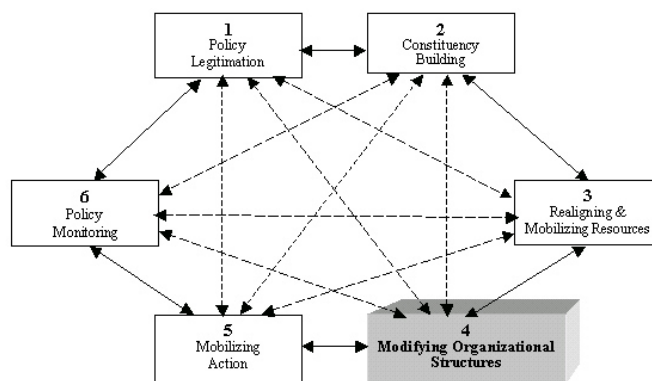 1
Policy
Legitimation
2
Constituency
Building
3
Realigning &
Mobilizing Resources
4
Modifying Organizational
Structures
5
Mobilizing
Action
6
Policy
Monitoring